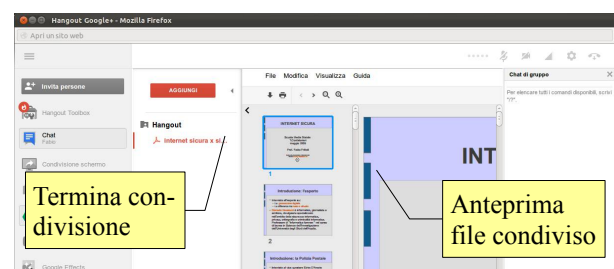 Hangout Google+ - Mozilla Firefox
Apri un sito web
Invita persone
Hangout Toolbox
Chat
Fabio
Condivisione schermo
Google Effects
AGGIUNGI
Hangout
Internet sicura x si...
File Modifica Visualizza Guida
INTERNET SICURA
1
Introduzione: Trasporto
2
Introduzione: la Polizia Postale
INT
Chat di gruppo
Per elencare tutti i comandi disponibili, scrivi
"/?".
Termina con-
divisione
Anteprima
file condiviso